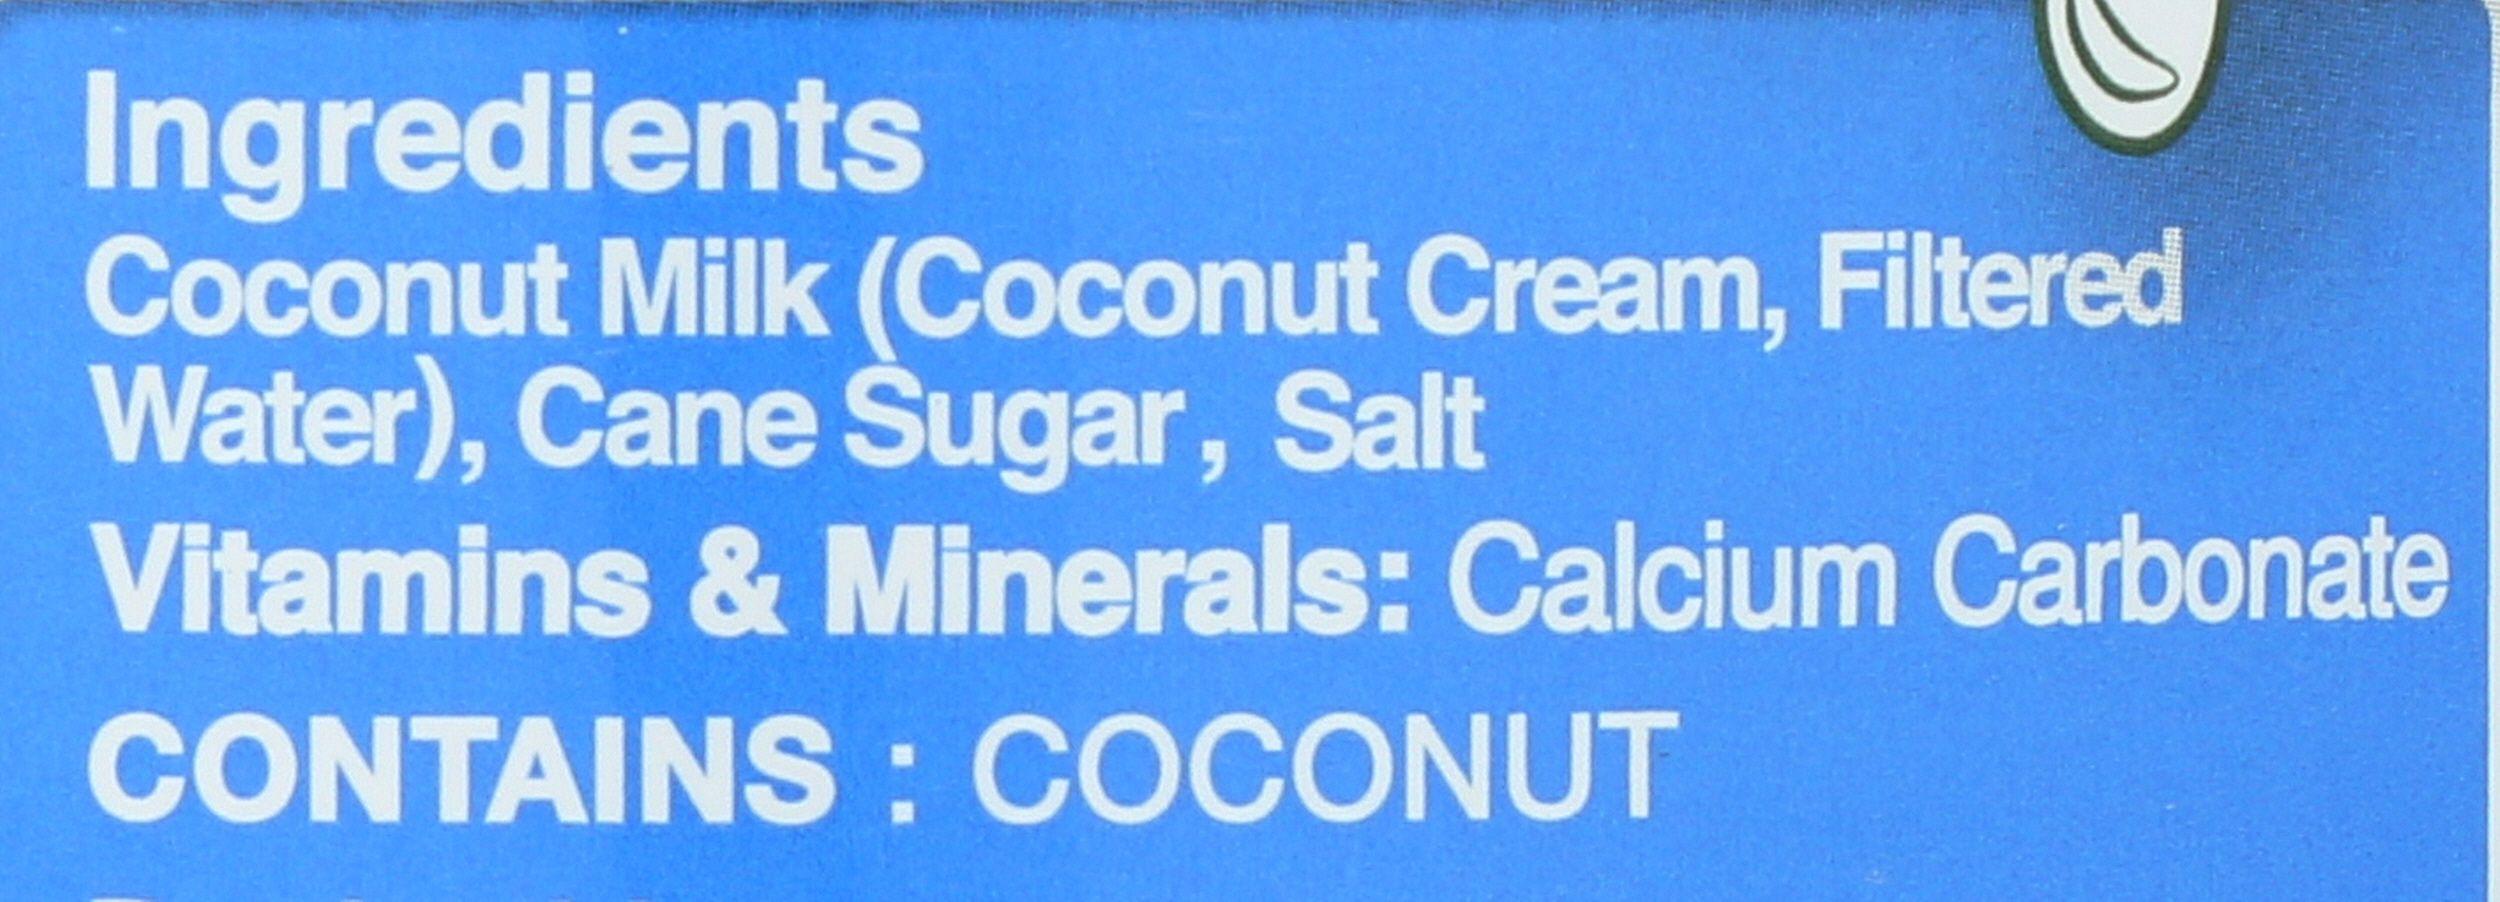 Ingredients
Coconut Milk (Coconut Cream, Filtered
Water), Cane Sugar, Salt
Vitamins & Minerals: Calcium Carbonate
CONTAINS : COCONUT